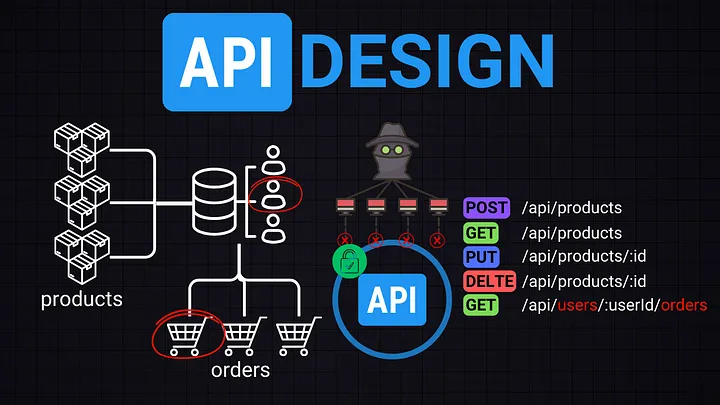 API DESIGN
products
orders
API
POST /api/products
GET /api/products
PUT /api/products/:id
DELTE /api/products/:id
GET /api/users/:userId/orders